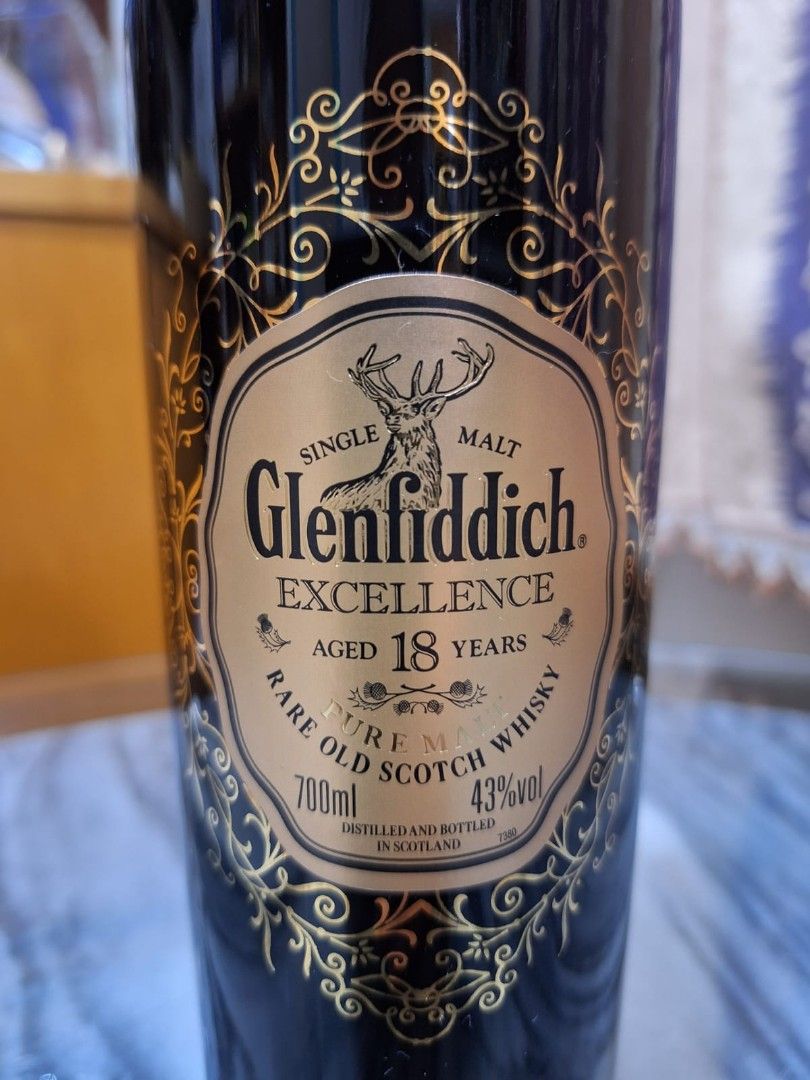 SINGLE MALT
Glenfiddich®
EXCELLENCE
AGED 18 YEARS
PURE MALT
RARE OLD SCOTCH WHISKY
700ml 43%vol
DISTILLED AND BOTTLED
IN SCOTLAND
7380